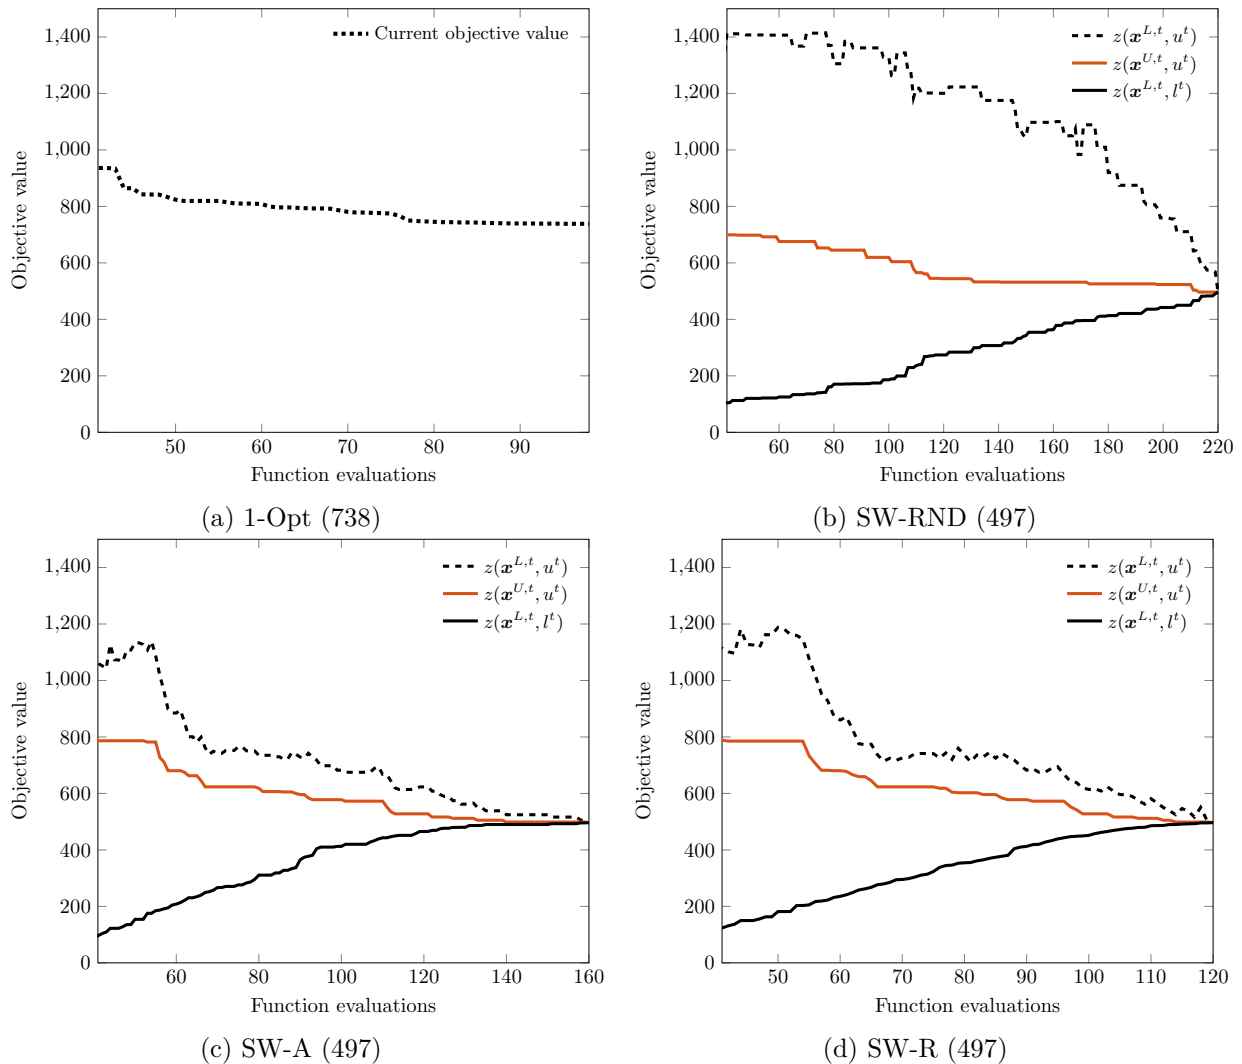 1,400
1,200
1,000
800
600
400
200
0
Objective value
Current objective value
50 60 70 80 90
Function evaluations
(a) 1-Opt (738)
1,400
1,200
1,000
800
600
400
200
0
Objective value
z(x^{L,t}, u^t)
z(x^{U,t}, u^t)
z(x^{L,t}, l^t)
60 80 100 120 140 160 180 200 220
Function evaluations
(b) SW-RND (497)
1,400
1,200
1,000
800
600
400
200
0
Objective value
z(x^{L,t}, u^t)
z(x^{U,t}, u^t)
z(x^{L,t}, l^t)
60 80 100 120 140 160
Function evaluations
(c) SW-A (497)
1,400
1,200
1,000
800
600
400
200
0
Objective value
z(x^{L,t}, u^t)
z(x^{U,t}, u^t)
z(x^{L,t}, l^t)
50 60 70 80 90 100 110 120
Function evaluations
(d) SW-R (497)